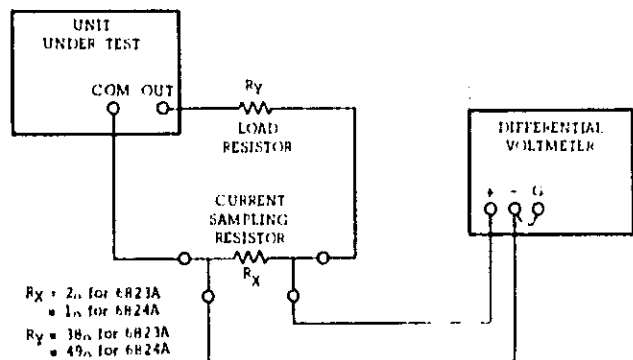 UNIT
UNDER TEST
COM OUT
RY
LOAD
RESISTOR
DIFFERENTIAL
VOLTMETER
+ - G
CURRENT
SAMPLING
RESISTOR
RX
RX = 2Ω for 6823A
= 1Ω for 6824A
RY = 38Ω for 6823A
= 49Ω for 6824A